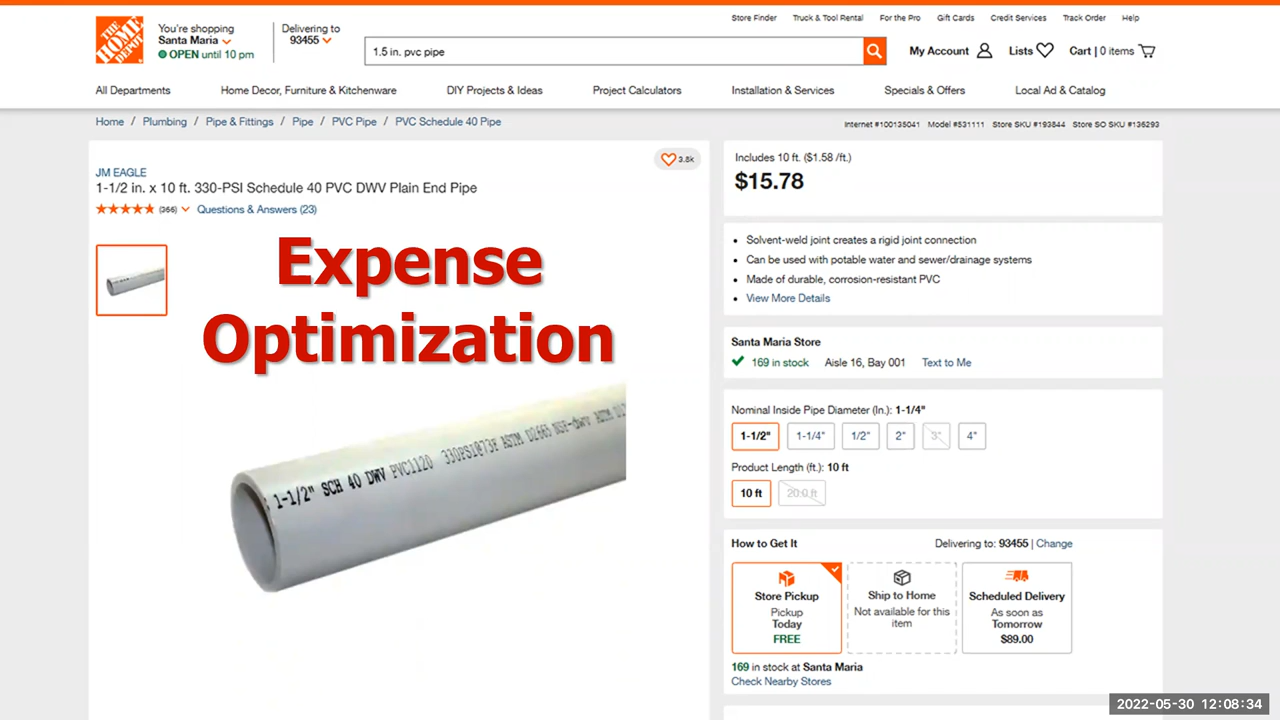 Store Finder Truck & Tool Rental For the Pro Gift Cards Credit Services Track Order Help
THE HOME DEPOT
You're shopping
Santa Maria
OPEN until 10 pm
Delivering to
93455
1.5 in. pvc pipe
My Account Lists Cart | 0 items
All Departments Home Decor, Furniture & Kitchenware DIY Projects & Ideas Project Calculators Installation & Services Specials & Offers Local Ad & Catalog
Home / Plumbing / Pipe & Fittings / Pipe / PVC Pipe / PVC Schedule 40 Pipe
Internet #100135041 Model #531111 Store SKU #193844 Store SO SKU #136293
3.8k
JM EAGLE
1-1/2 in. x 10 ft. 330-PSI Schedule 40 PVC DWV Plain End Pipe
(366) Questions & Answers (23)
Expense
Optimization
1-1/2" SCH 40 DWV PVC1120 330PSI@73F ASTM D2665 NSF-dwv ASTM
Includes 10 ft. ($1.58 /ft.)
$15.78
Solvent-weld joint creates a rigid joint connection
Can be used with potable water and sewer/drainage systems
Made of durable, corrosion-resistant PVC
View More Details
Santa Maria Store
169 in stock Aisle 16, Bay 001 Text to Me
Nominal Inside Pipe Diameter (In.): 1-1/4"
1-1/2" 1-1/4" 1/2" 2" 3" 4"
Product Length (ft.): 10 ft
10 ft 20.0 ft
How to Get It
Delivering to: 93455 | Change
Store Pickup
Pickup
Today
FREE
Ship to Home
Not available for this
item
Scheduled Delivery
As soon as
Tomorrow
$89.00
169 in stock at Santa Maria
Check Nearby Stores
2022-05-30 12:08:34